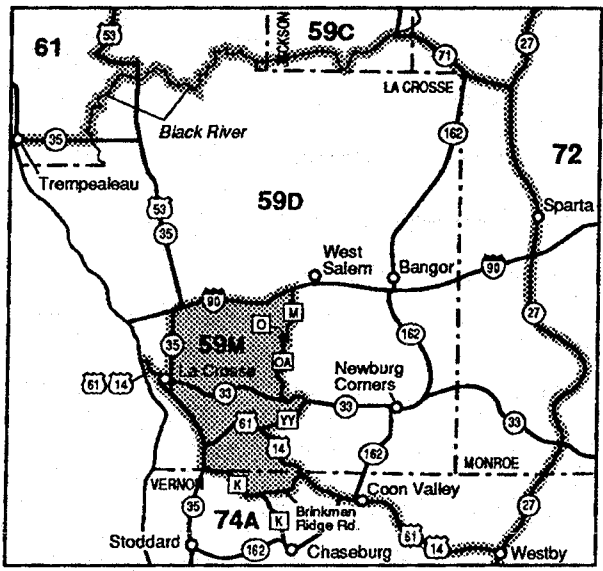 61
53
59C
JACKSON
71
27
LA CROSSE
Black River
35
162
72
Trempealeau
53
35
59D
Sparta
West
Salem
Bangor
90
90
27
M
O
35
59M
OA
162
La Crosse
61 14
33
Newburg
Corners
YY
33
61
14
33
162
MONROE
VERNON
K
Coon Valley
35
74A
Brinkman
Ridge Rd.
K
27
Stoddard
162
Chaseburg
61
14
Westby